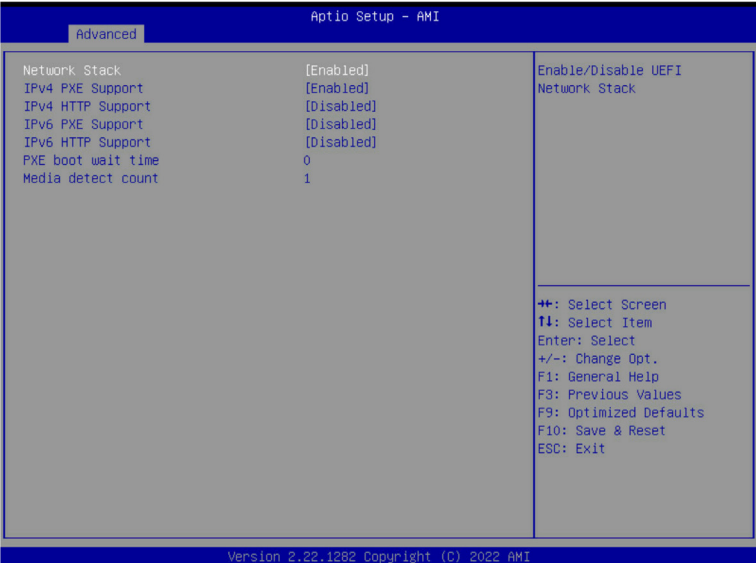 Aptio Setup – AMI
Advanced
Network Stack [Enabled]
IPv4 PXE Support [Enabled]
IPv4 HTTP Support [Disabled]
IPv6 PXE Support [Disabled]
IPv6 HTTP Support [Disabled]
PXE boot wait time 0
Media detect count 1
Enable/Disable UEFI
Network Stack
→←: Select Screen
↑↓: Select Item
Enter: Select
+/-: Change Opt.
F1: General Help
F3: Previous Values
F9: Optimized Defaults
F10: Save & Reset
ESC: Exit
Version 2.22.1282 Copyright (C) 2022 AMI